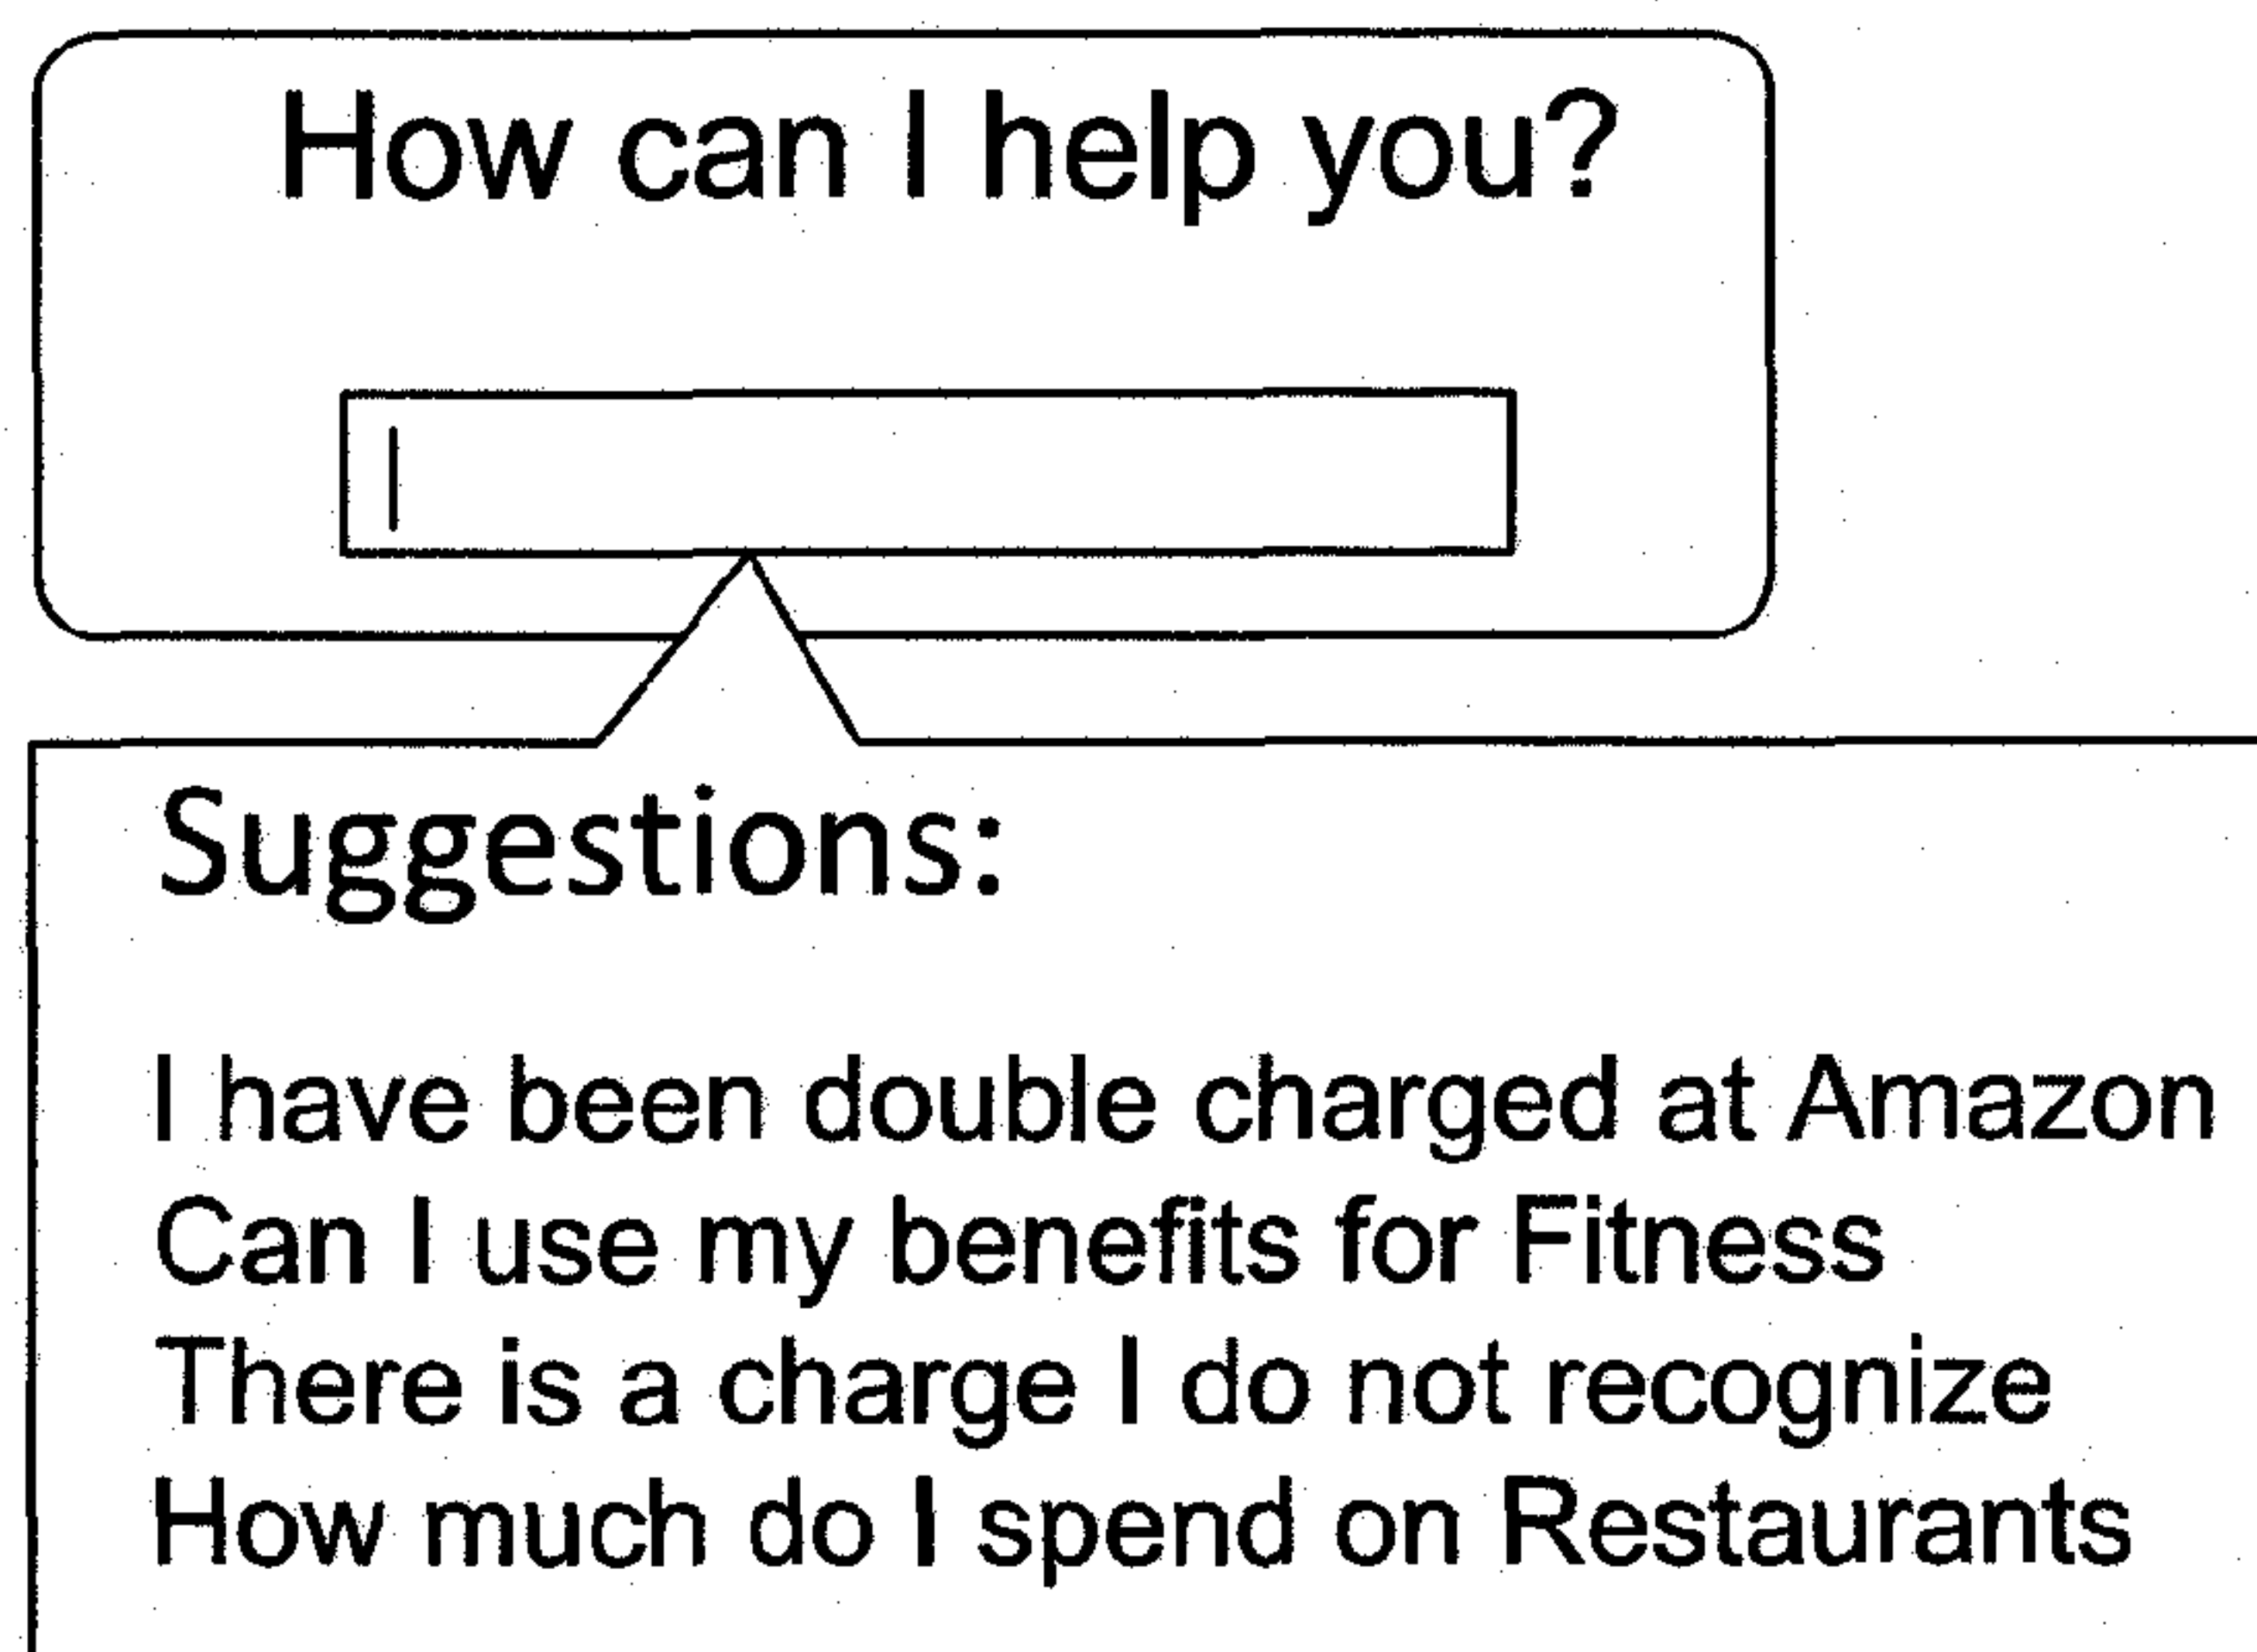 How can I help you?
Suggestions:
I have been double charged at Amazon
Can I use my benefits for Fitness
There is a charge I do not recognize
How much do I spend on Restaurants